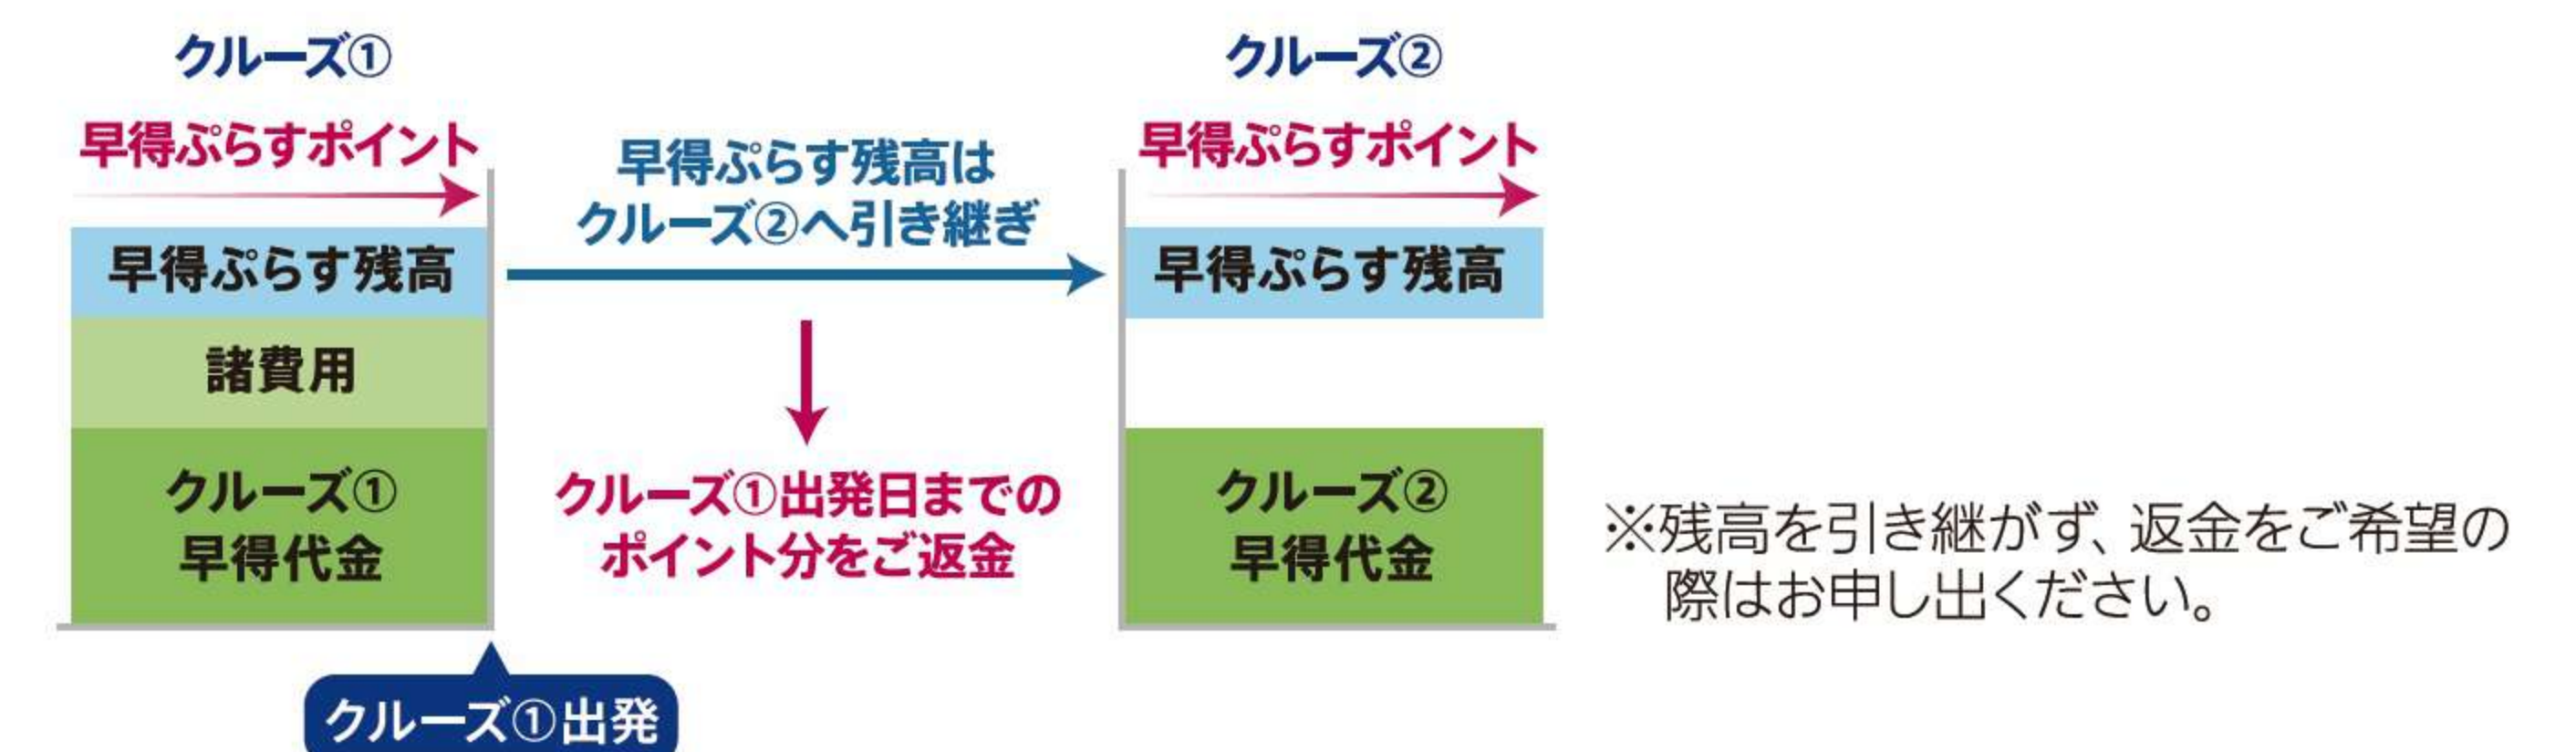 クルーズ①
早得ぷらすポイント
早得ぷらす残高
諸費用
クルーズ①
早得代金
クルーズ①出発
早得ぷらす残高は
クルーズ②へ引き継ぎ
クルーズ①出発日までの
ポイント分をご返金
クルーズ②
早得ぷらすポイント
早得ぷらす残高
クルーズ②
早得代金
※残高を引き継がず、返金をご希望の
際はお申し出ください。